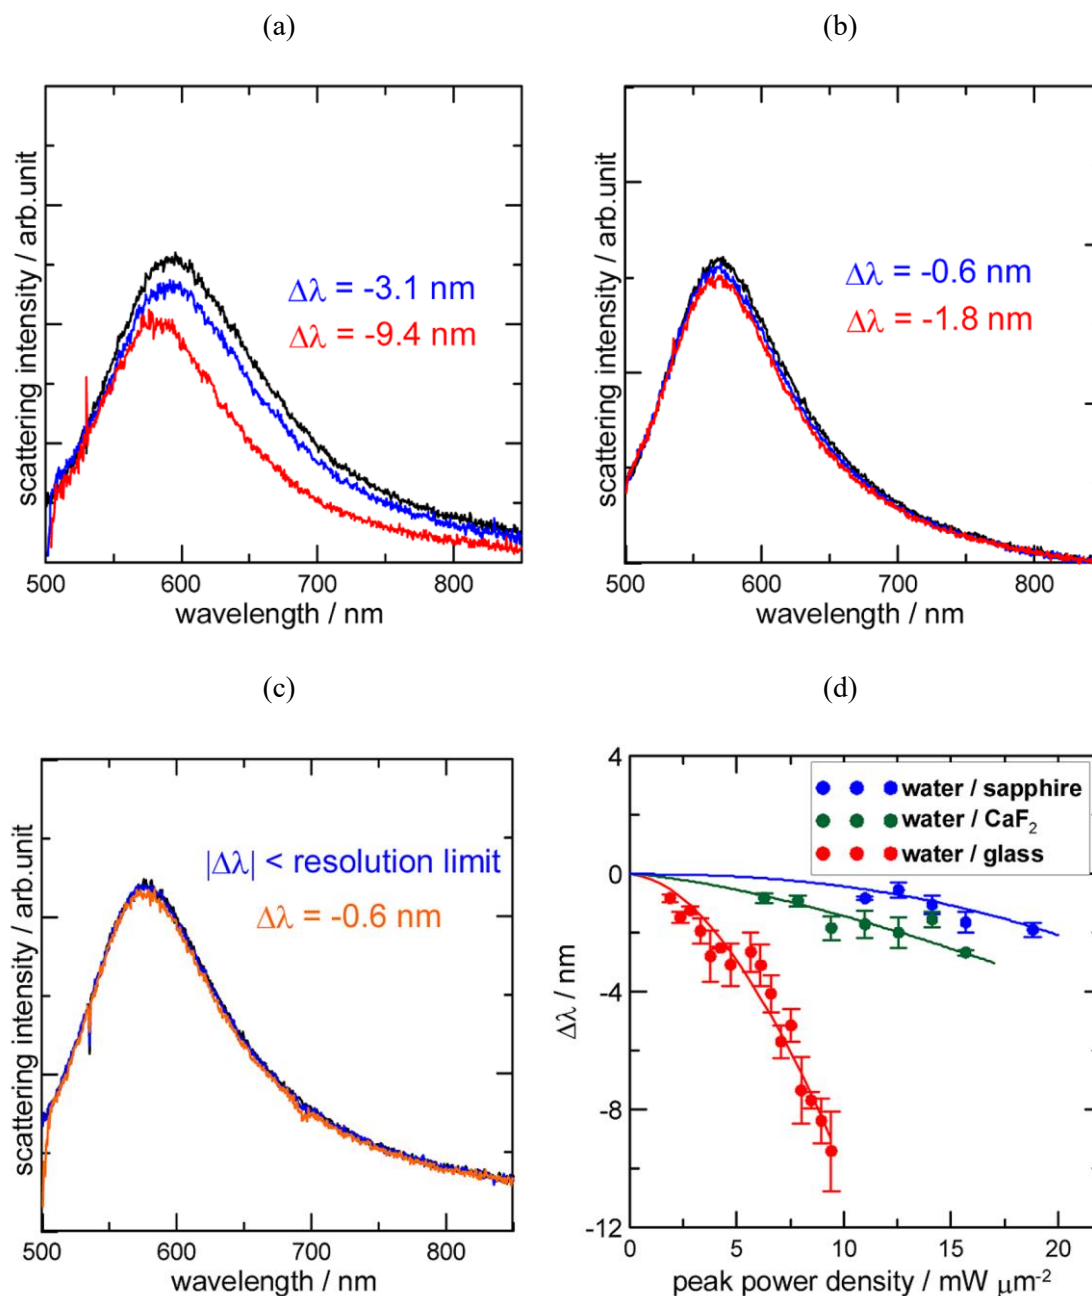 (a)
scattering intensity / arb.unit
Δλ = -3.1 nm
Δλ = -9.4 nm
500 600 700 800
wavelength / nm
(b)
scattering intensity / arb.unit
Δλ = -0.6 nm
Δλ = -1.8 nm
500 600 700 800
wavelength / nm
(c)
scattering intensity / arb.unit
|Δλ| < resolution limit
Δλ = -0.6 nm
500 600 700 800
wavelength / nm
(d)
Δλ / nm
4
0
-4
-8
-12
water / sapphire
water / CaF₂
water / glass
0 5 10 15 20
peak power density / mW μm⁻²